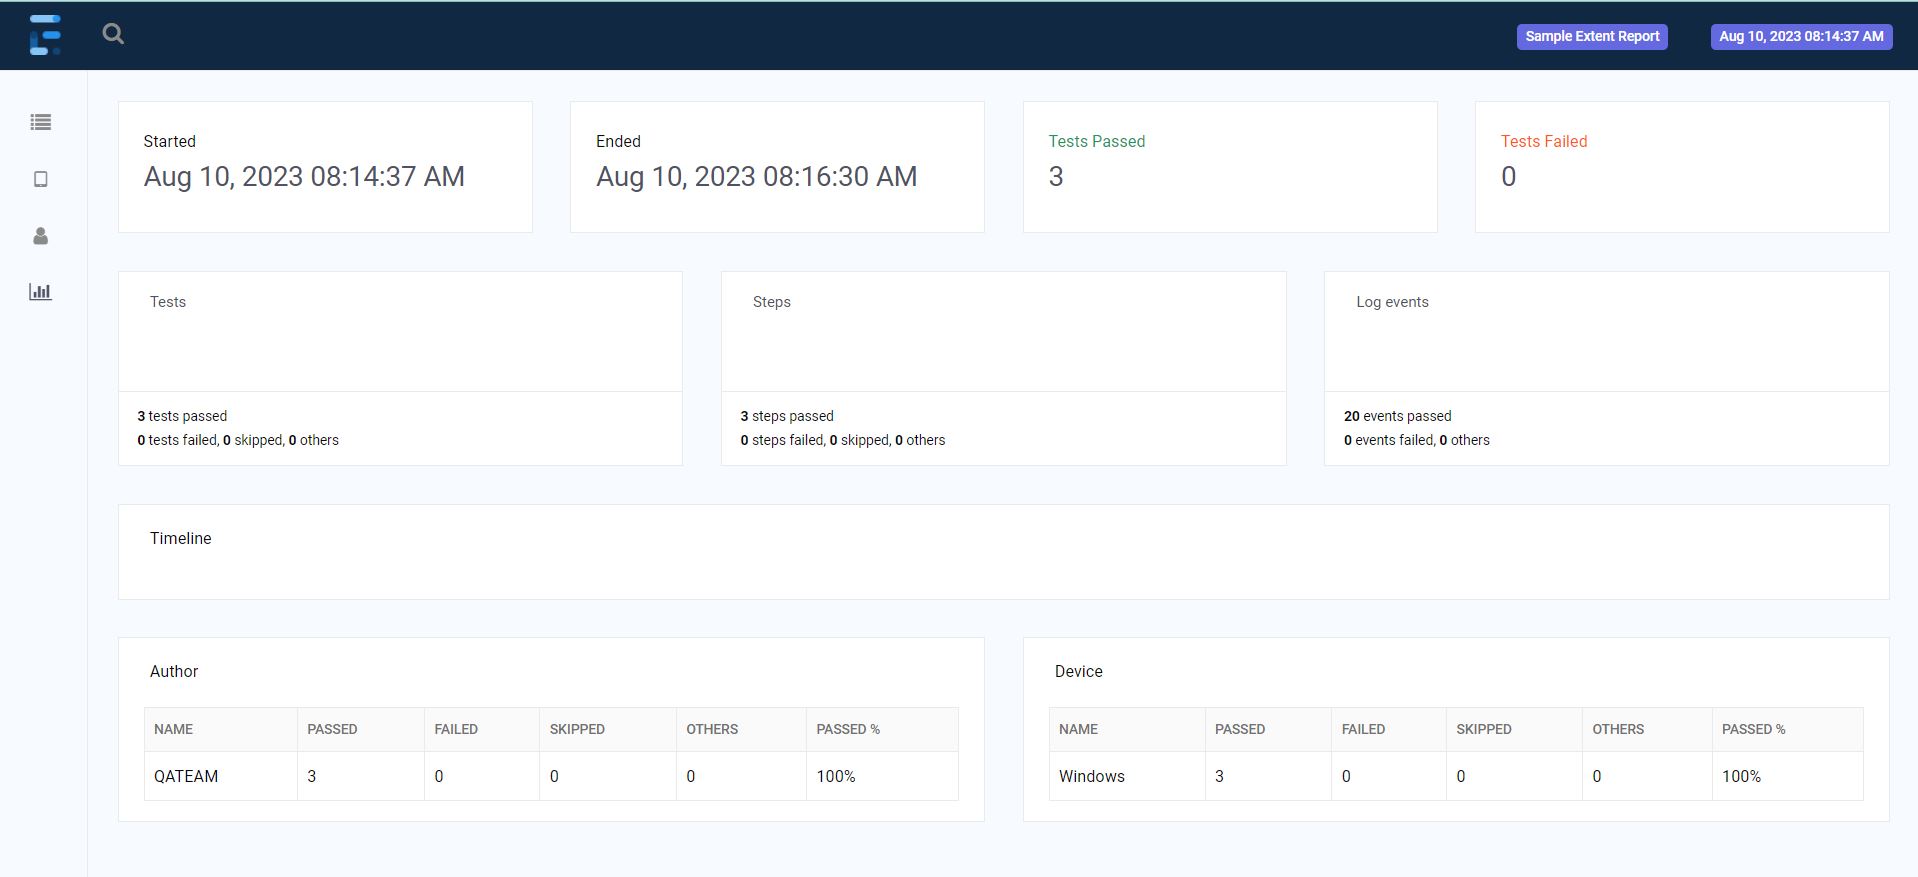 Sample Extent Report Aug 10, 2023 08:14:37 AM
Started Ended Tests Passed Tests Failed
Aug 10, 2023 08:14:37 AM Aug 10, 2023 08:16:30 AM 3 0
Tests Steps Log events
3 tests passed 3 steps passed 20 events passed
0 tests failed, 0 skipped, 0 others 0 steps failed, 0 skipped, 0 others 0 events failed, 0 others
Timeline
Author Device
NAME PASSED FAILED SKIPPED OTHERS PASSED % NAME PASSED FAILED SKIPPED OTHERS PASSED %
QATEAM 3 0 0 0 100% Windows 3 0 0 0 100%